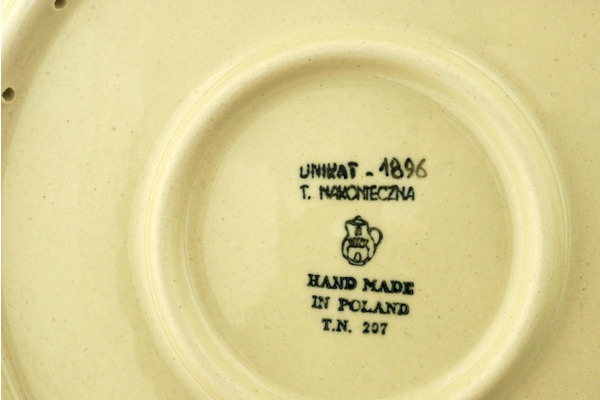 UNIKAT - 1896
T. NAKONIECZNA
HAND MADE
IN POLAND
T.N. 207